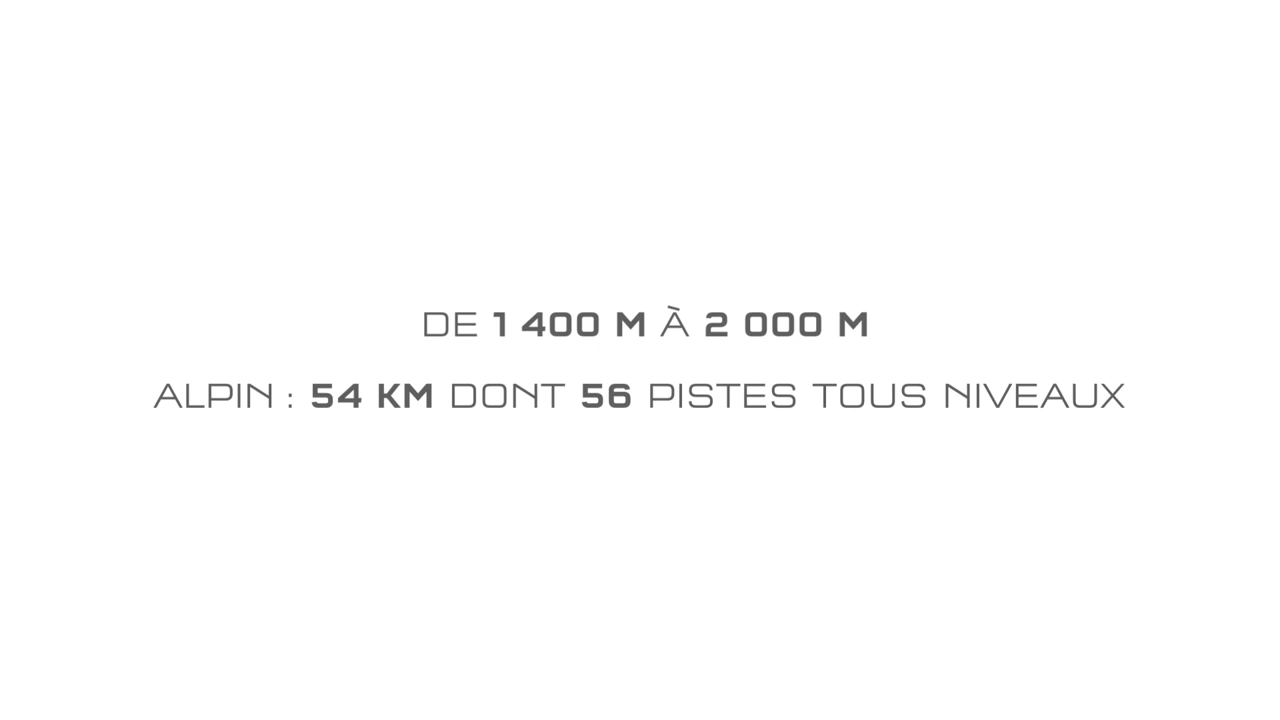 DE 1 400 M À 2 000 M
ALPIN : 54 KM DONT 56 PISTES TOUS NIVEAUX